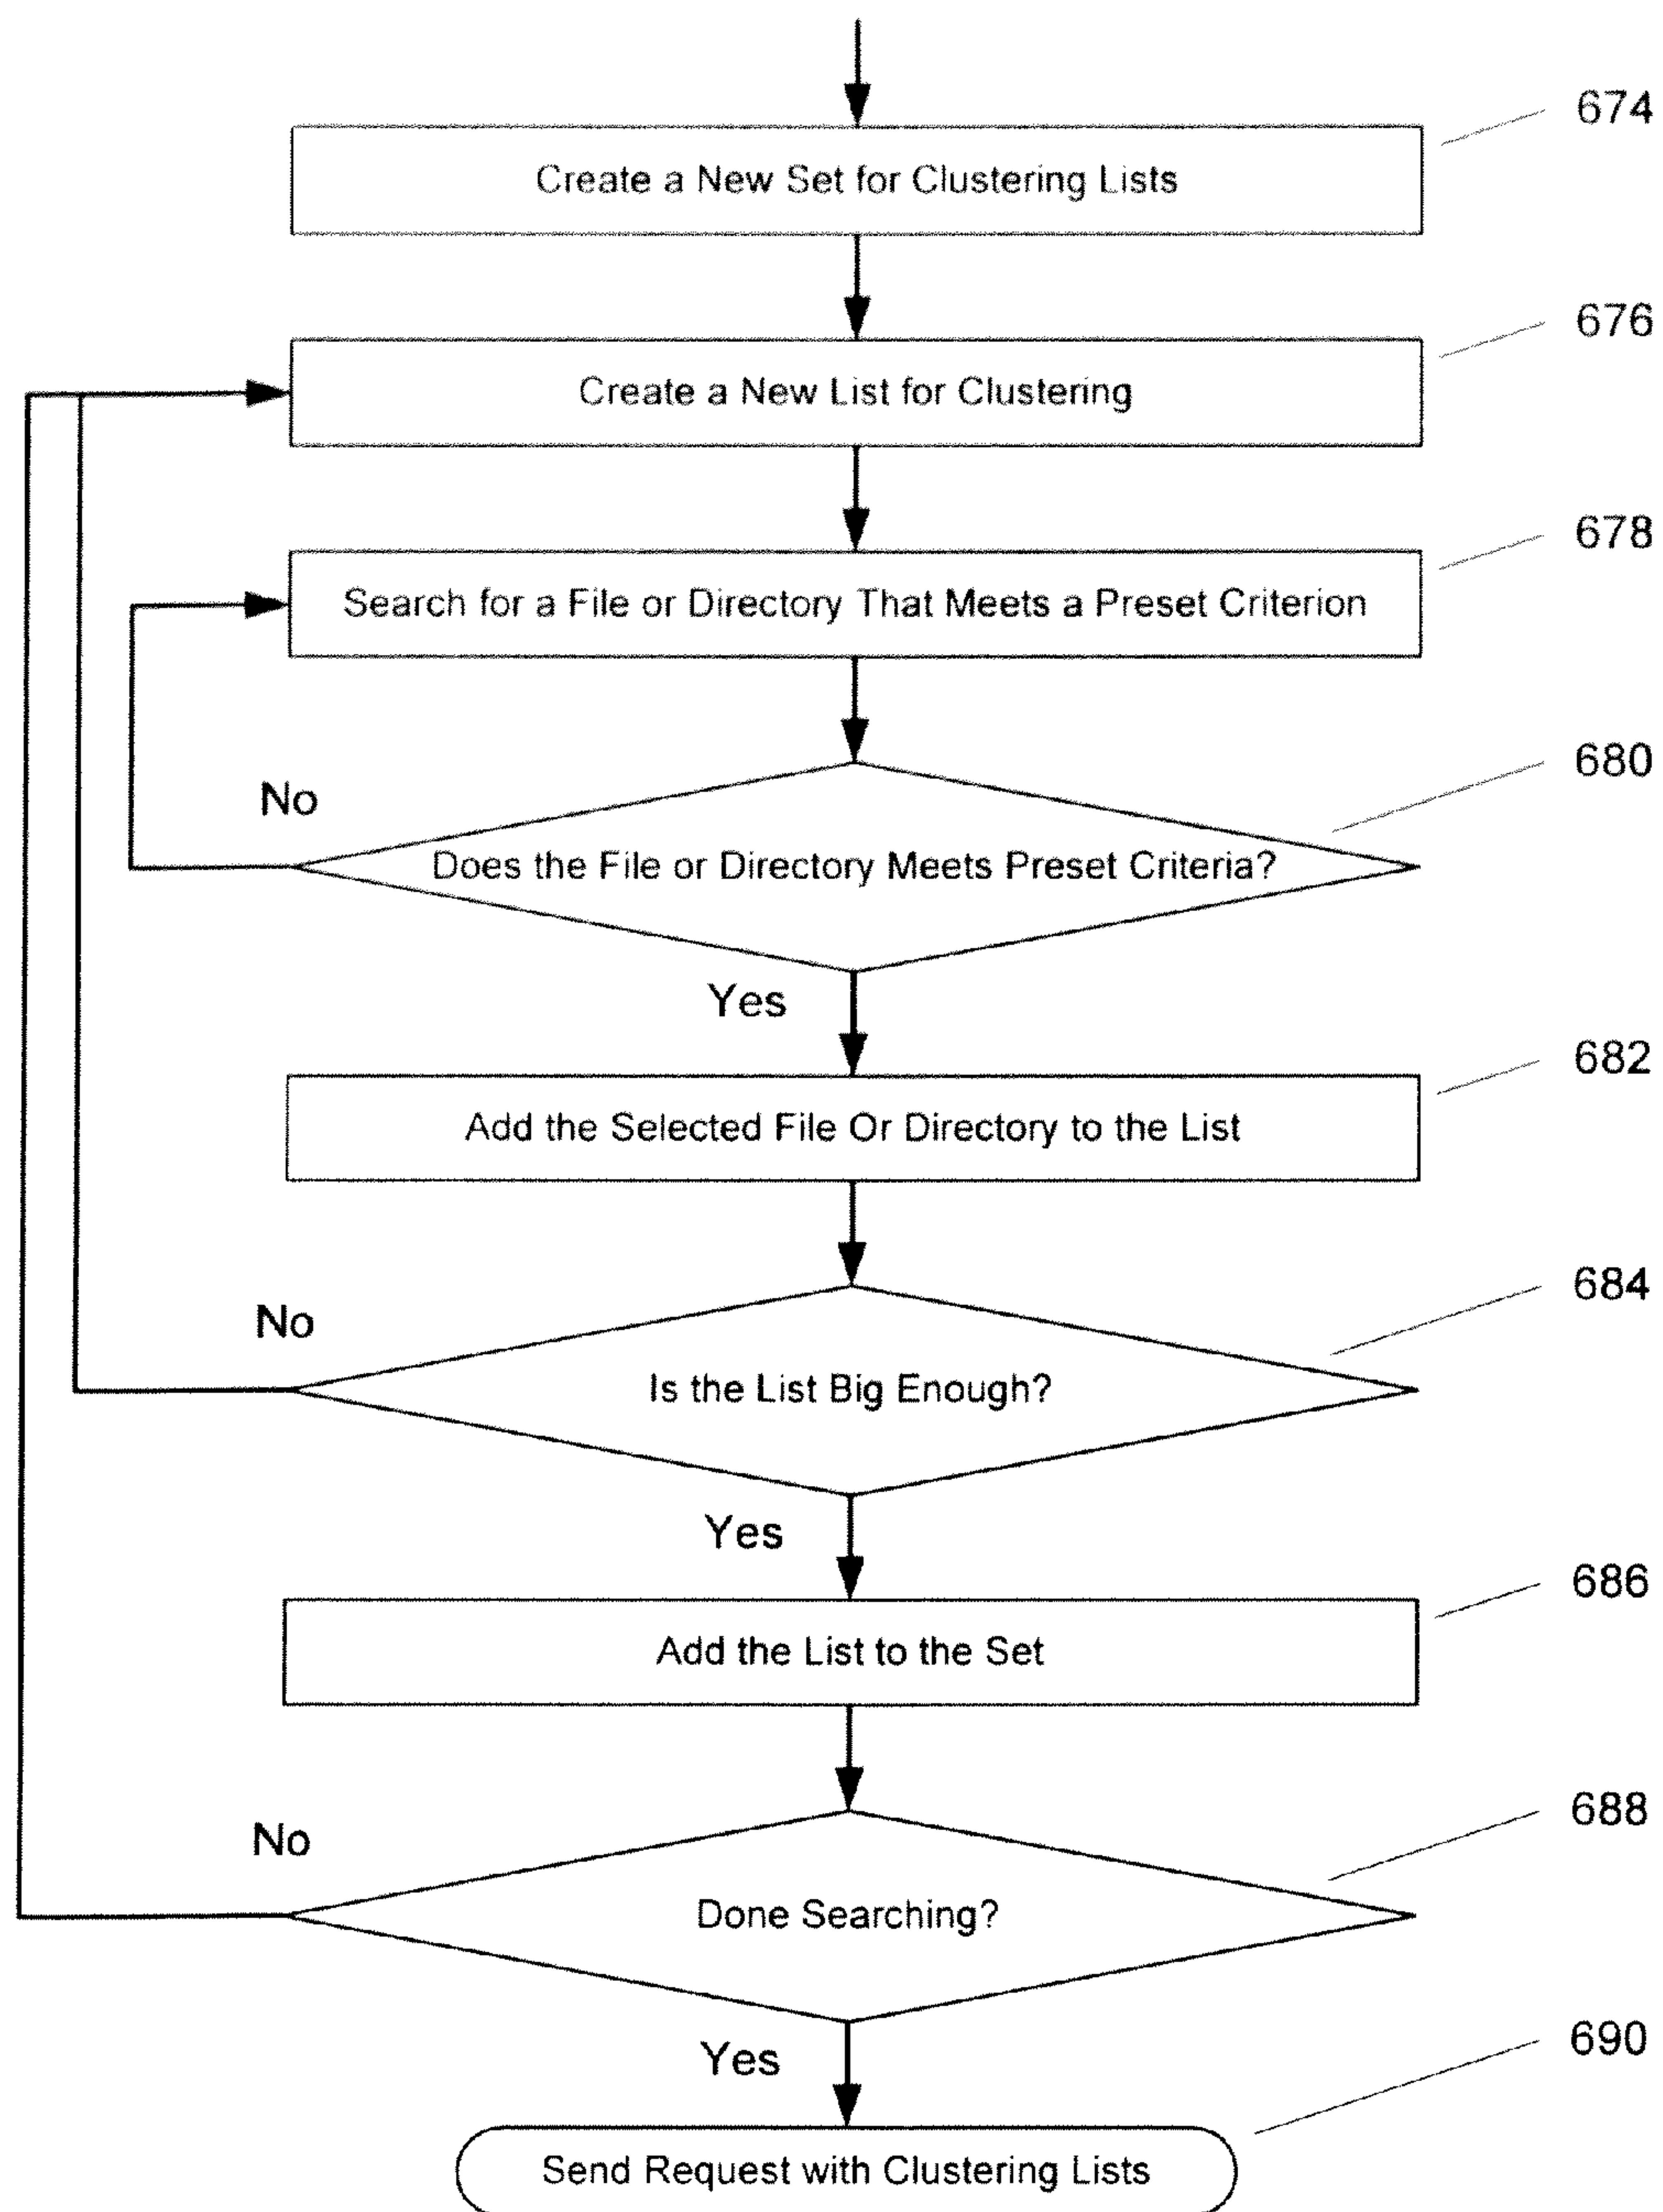 674
Create a New Set for Clustering Lists
676
Create a New List for Clustering
678
Search for a File or Directory That Meets a Preset Criterion
680
No
Does the File or Directory Meets Preset Criteria?
Yes
682
Add the Selected File Or Directory to the List
684
No
Is the List Big Enough?
Yes
686
Add the List to the Set
688
No
Done Searching?
690
Yes
Send Request with Clustering Lists